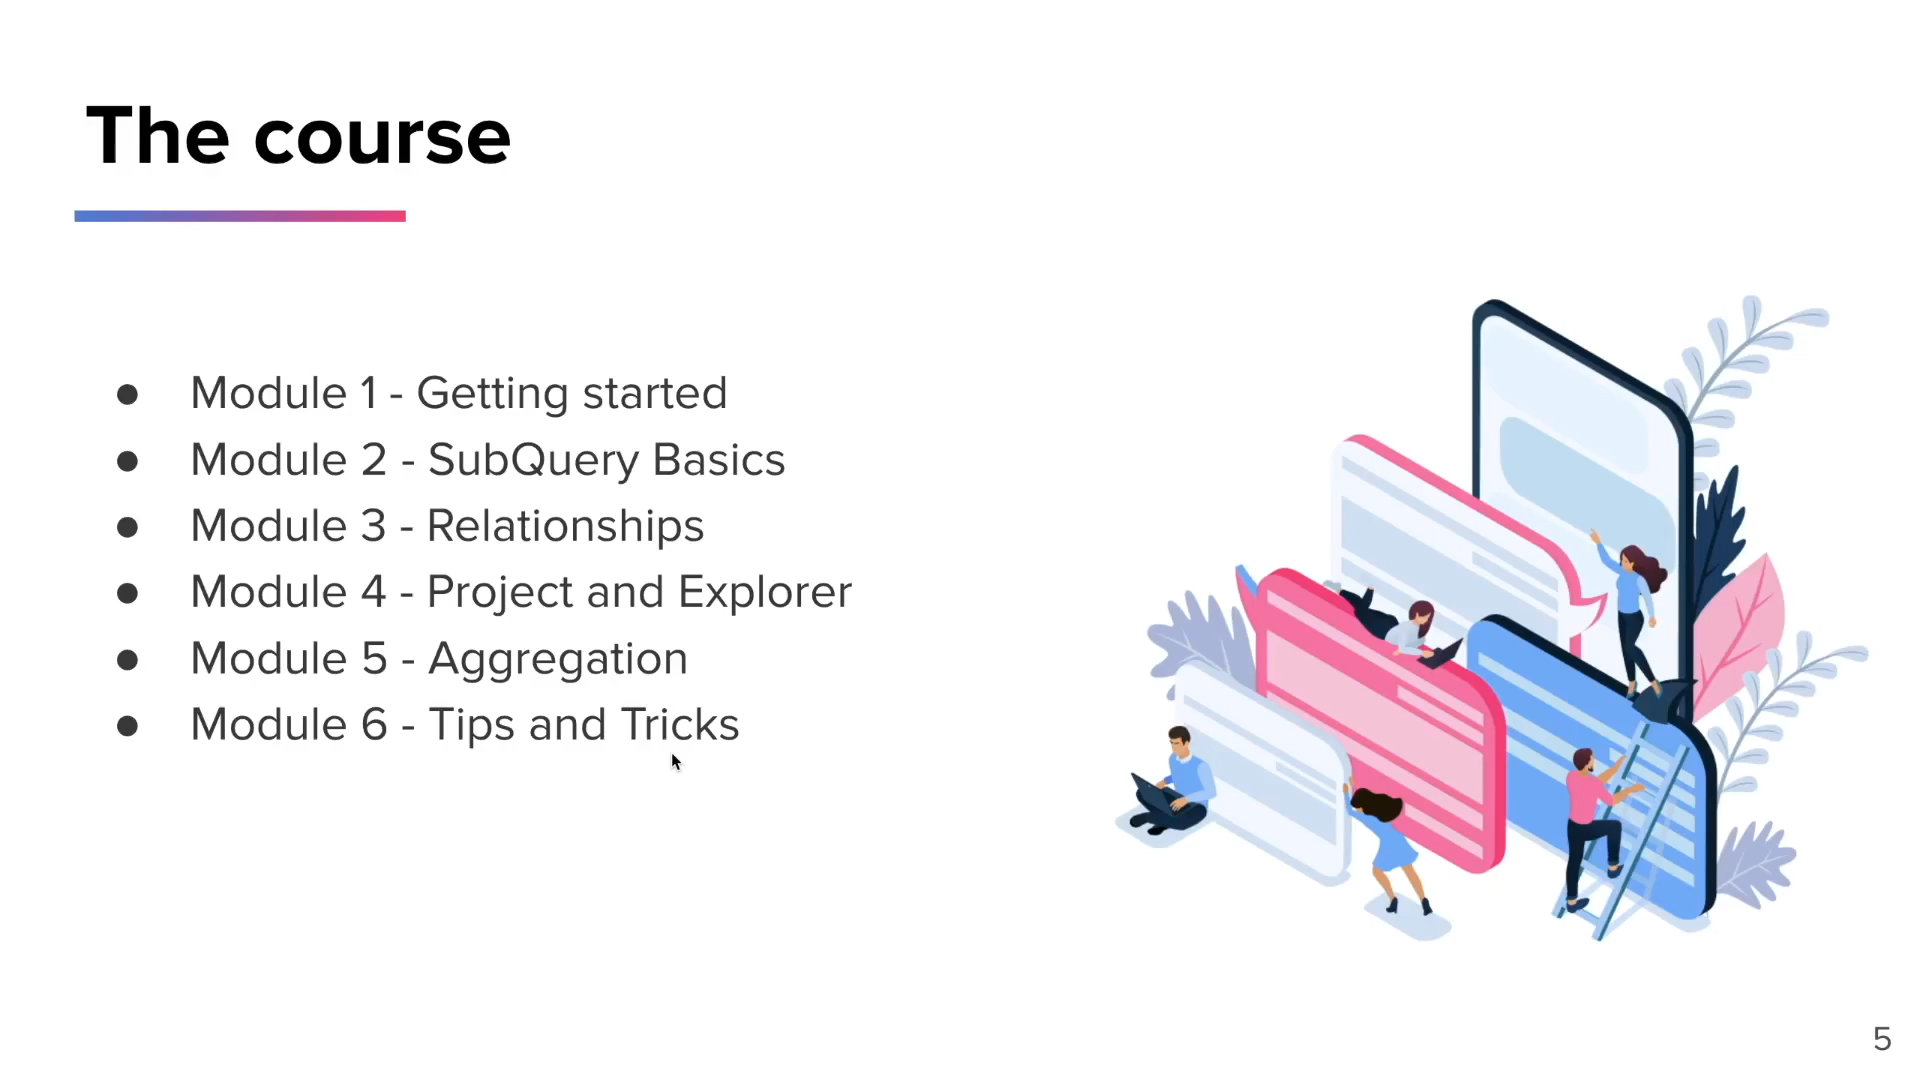 The course
● Module 1 - Getting started
● Module 2 - SubQuery Basics
● Module 3 - Relationships
● Module 4 - Project and Explorer
● Module 5 - Aggregation
● Module 6 - Tips and Tricks
5